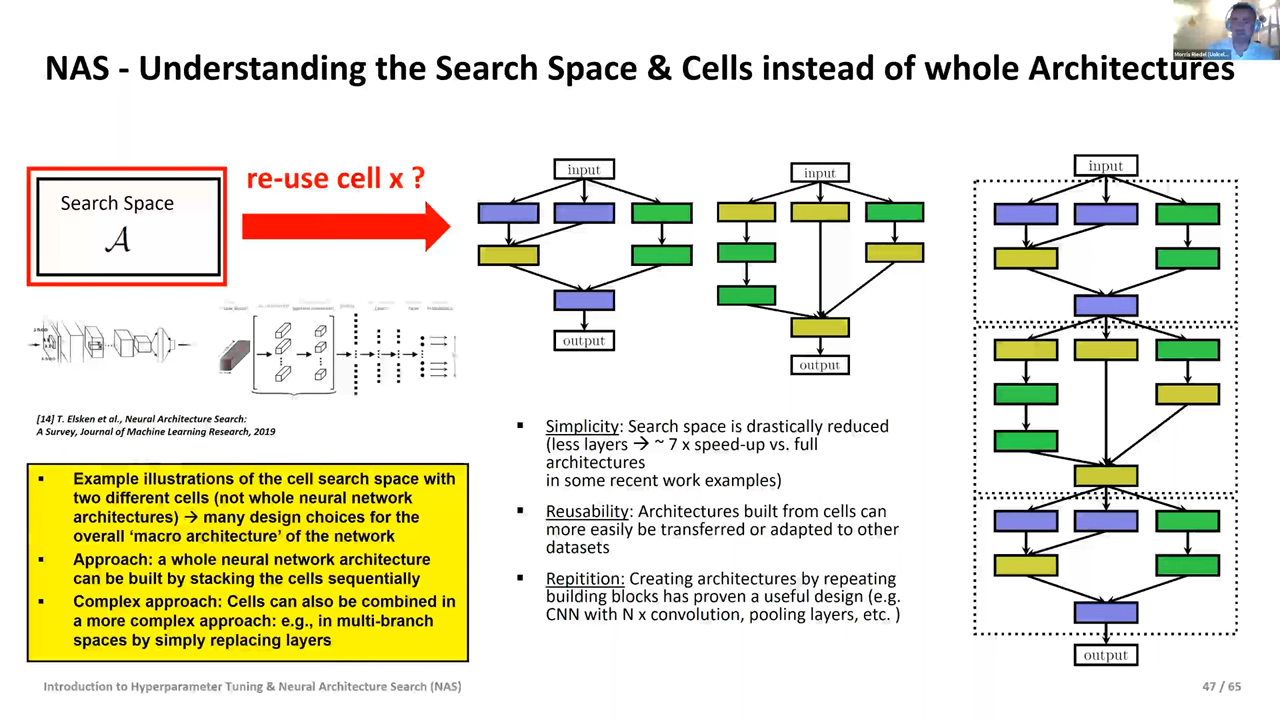 NAS - Understanding the Search Space & Cells instead of whole Architectures
Morris Riedel
Search Space
𝒜
re-use cell x ?
input
output
input
output
input
output
[14] T. Elsken et al., Neural Architecture Search:
A Survey, Journal of Machine Learning Research, 2019
▪ Example illustrations of the cell search space with
two different cells (not whole neural network
architectures) → many design choices for the
overall ‘macro architecture’ of the network
▪ Approach: a whole neural network architecture
can be built by stacking the cells sequentially
▪ Complex approach: Cells can also be combined in
a more complex approach: e.g., in multi-branch
spaces by simply replacing layers
▪ Simplicity: Search space is drastically reduced
(less layers → ~ 7 x speed-up vs. full
architectures
in some recent work examples)
▪ Reusability: Architectures built from cells can
more easily be transferred or adapted to other
datasets
▪ Repitition: Creating architectures by repeating
building blocks has proven a useful design (e.g.
CNN with N x convolution, pooling layers, etc. )
Introduction to Hyperparameter Tuning & Neural Architecture Search (NAS)
47 / 65